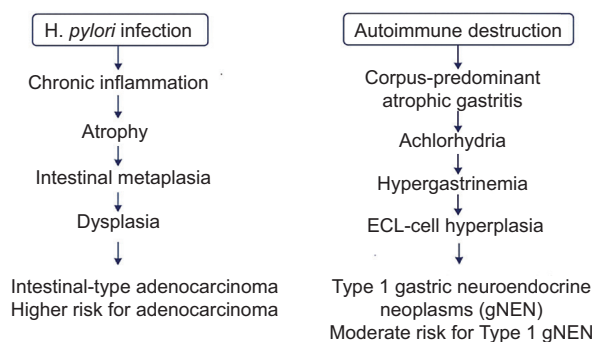 H. pylori infection
Chronic inflammation
Atrophy
Intestinal metaplasia
Dysplasia
Intestinal-type adenocarcinoma
Higher risk for adenocarcinoma
Autoimmune destruction
Corpus-predominant
atrophic gastritis
Achlorhydria
Hypergastrinemia
ECL-cell hyperplasia
Type 1 gastric neuroendocrine
neoplasms (gNEN)
Moderate risk for Type 1 gNEN